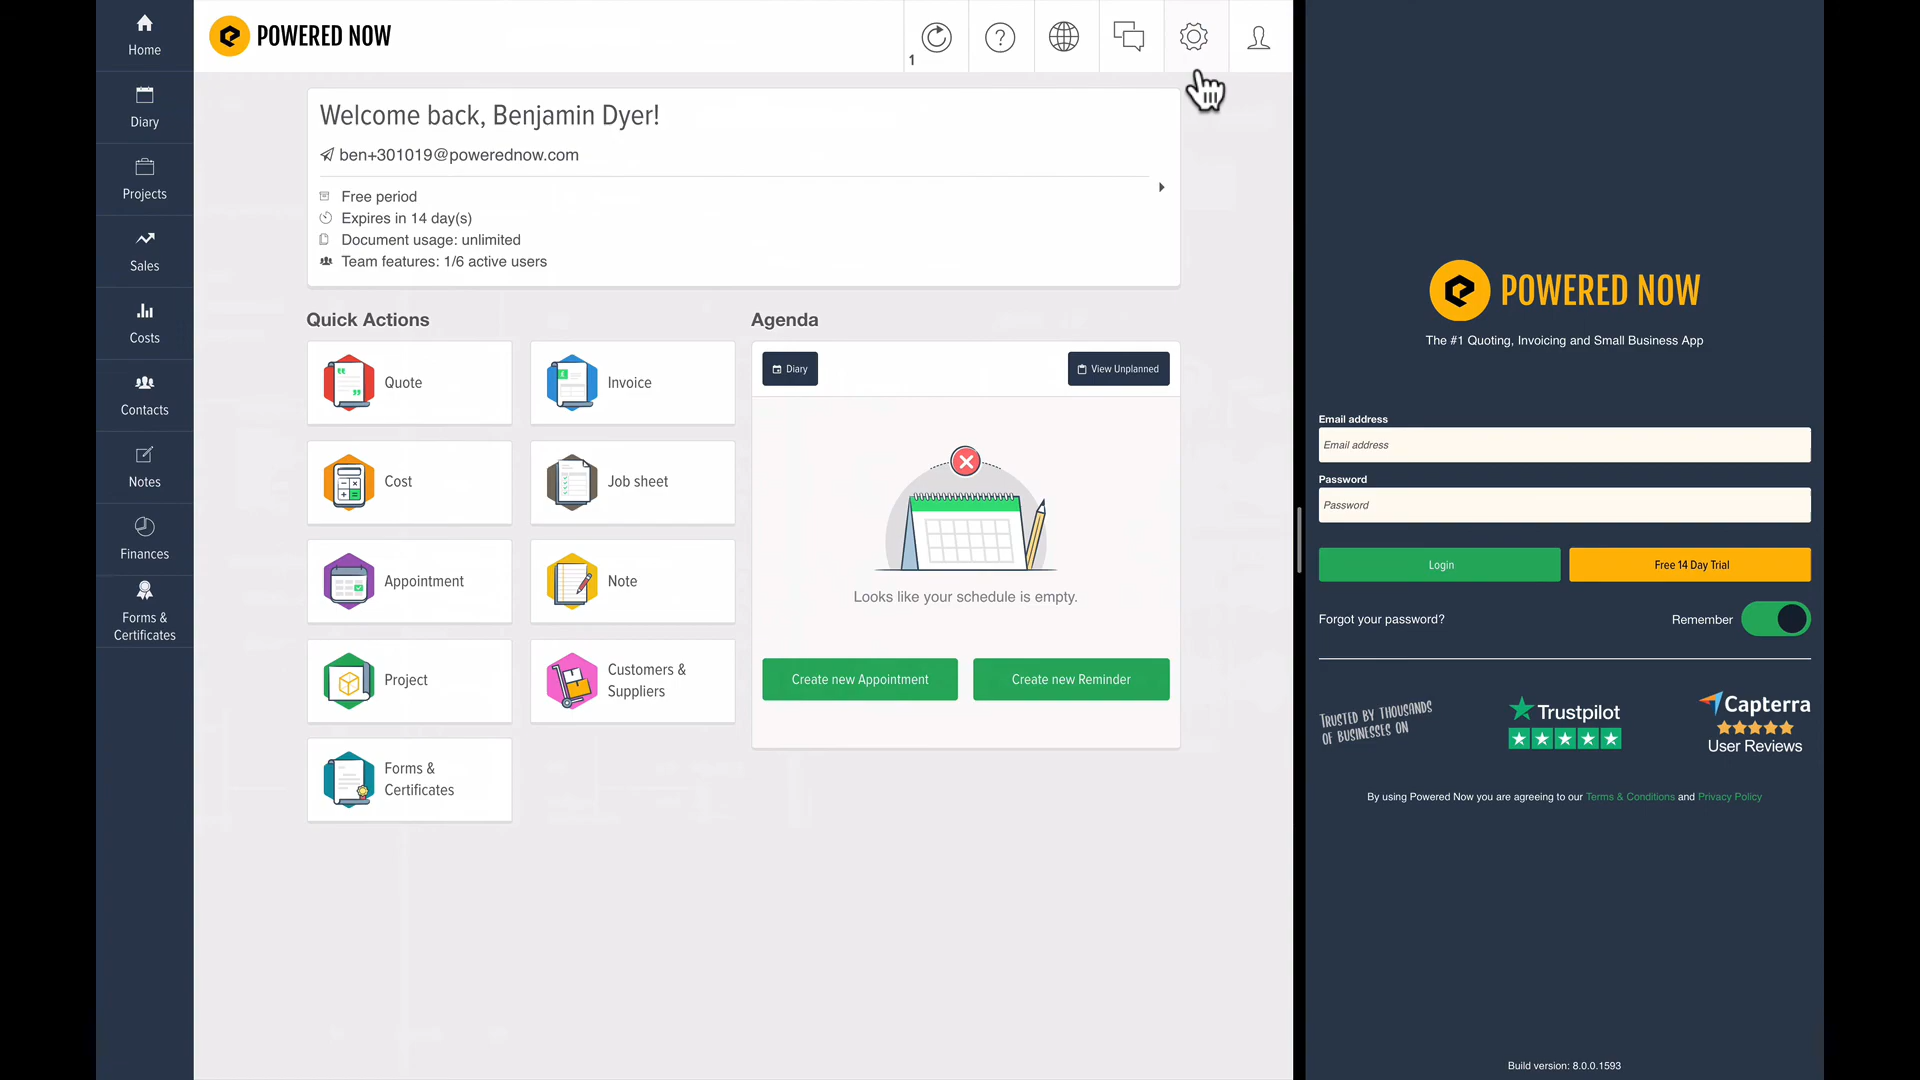 Home
Diary
Projects
Sales
Costs
Contacts
Notes
Finances
Forms &
Certificates
POWERED NOW
1
Welcome back, Benjamin Dyer!
ben+301019@powerednow.com
Free period
Expires in 14 day(s)
Document usage: unlimited
Team features: 1/6 active users
Quick Actions
Quote
Invoice
Cost
Job sheet
Appointment
Note
Project
Customers &
Suppliers
Forms &
Certificates
Agenda
Diary
View Unplanned
Looks like your schedule is empty.
Create new Appointment
Create new Reminder
POWERED NOW
The #1 Quoting, Invoicing and Small Business App
Email address
Email address
Password
Password
Login
Free 14 Day Trial
Forgot your password?
Remember
TRUSTED BY THOUSANDS
OF BUSINESSES ON
Trustpilot
Capterra
User Reviews
By using Powered Now you are agreeing to our Terms & Conditions and Privacy Policy
Build version: 8.0.0.1593